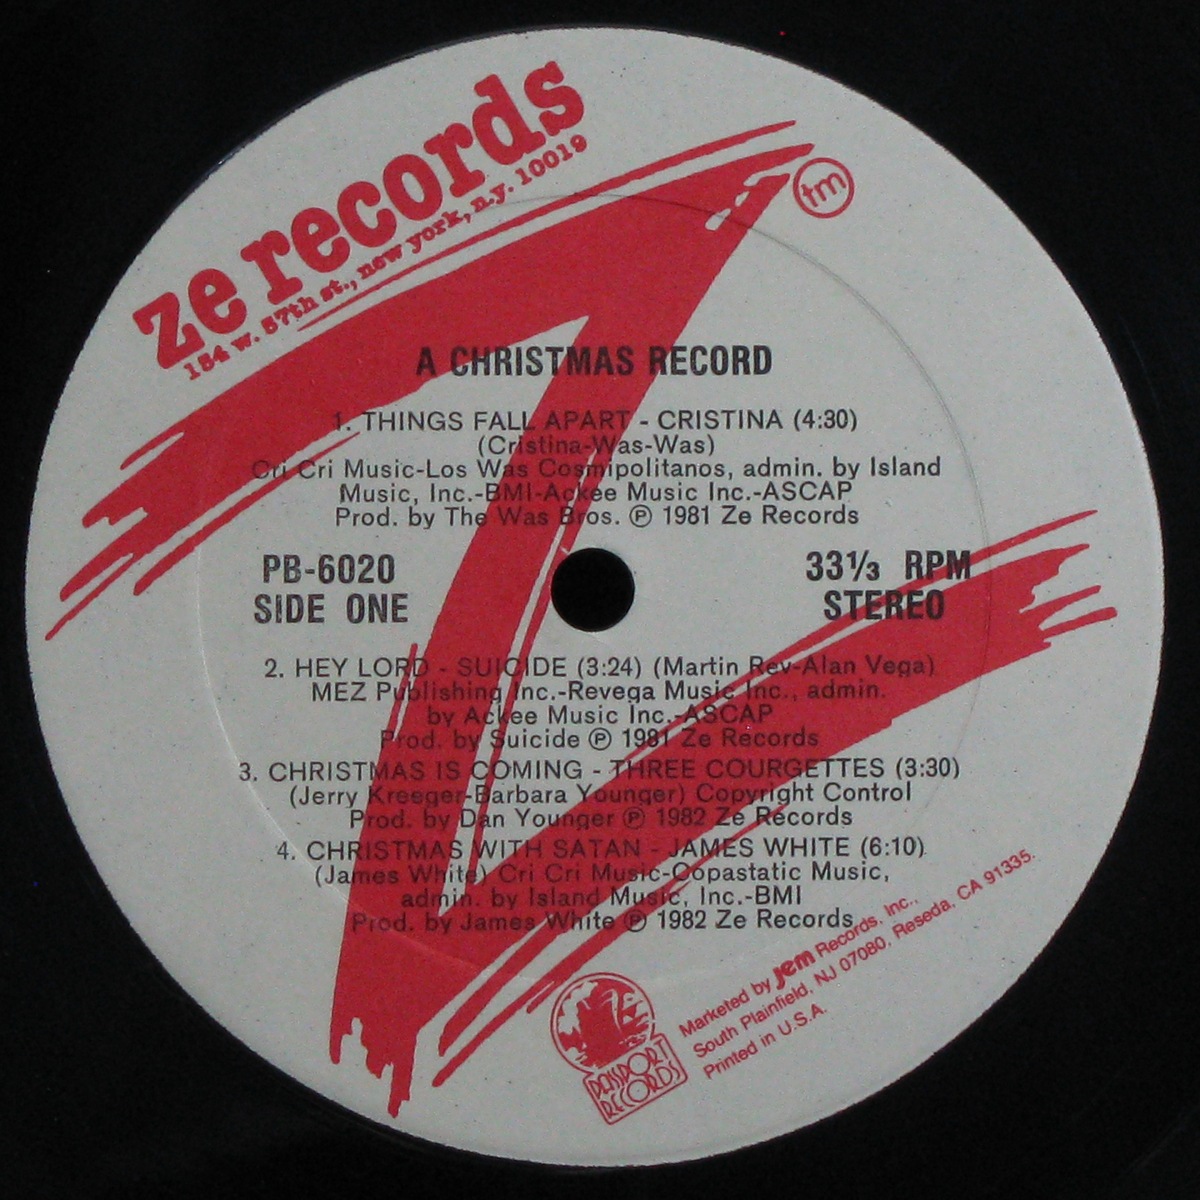 ze records
154 w. 57th st., new york, n.y. 10019
tm
A CHRISTMAS RECORD
1. THINGS FALL APART - CRISTINA (4:30)
(Cristina-Was-Was)
Cri Cri Music-Los Was Cosmipolitanos, admin. by Island
Music, Inc.-BMI-Ackee Music Inc.-ASCAP
Prod. by The Was Bros. ℗ 1981 Ze Records
PB-6020
SIDE ONE
33⅓ RPM
STEREO
2. HEY LORD - SUICIDE (3:24) (Martin Rev-Alan Vega)
MEZ Publishing Inc.-Revega Music Inc., admin.
by Ackee Music Inc.-ASCAP
Prod. by Suicide ℗ 1981 Ze Records
3. CHRISTMAS IS COMING - THREE COURGETTES (3:30)
(Jerry Kreeger-Barbara Younger) Copyright Control
Prod. by Dan Younger ℗ 1982 Ze Records
4. CHRISTMAS WITH SATAN - JAMES WHITE (6:10)
(James White) Cri Cri Music-Copastatic Music,
admin. by Island Music, Inc.-BMI
Prod. by James White ℗ 1982 Ze Records
PASSPORT
RECORDS
Marketed by jem Records, Inc.,
South Plainfield, NJ 07080. Reseda, CA 91335.
Printed in U.S.A.